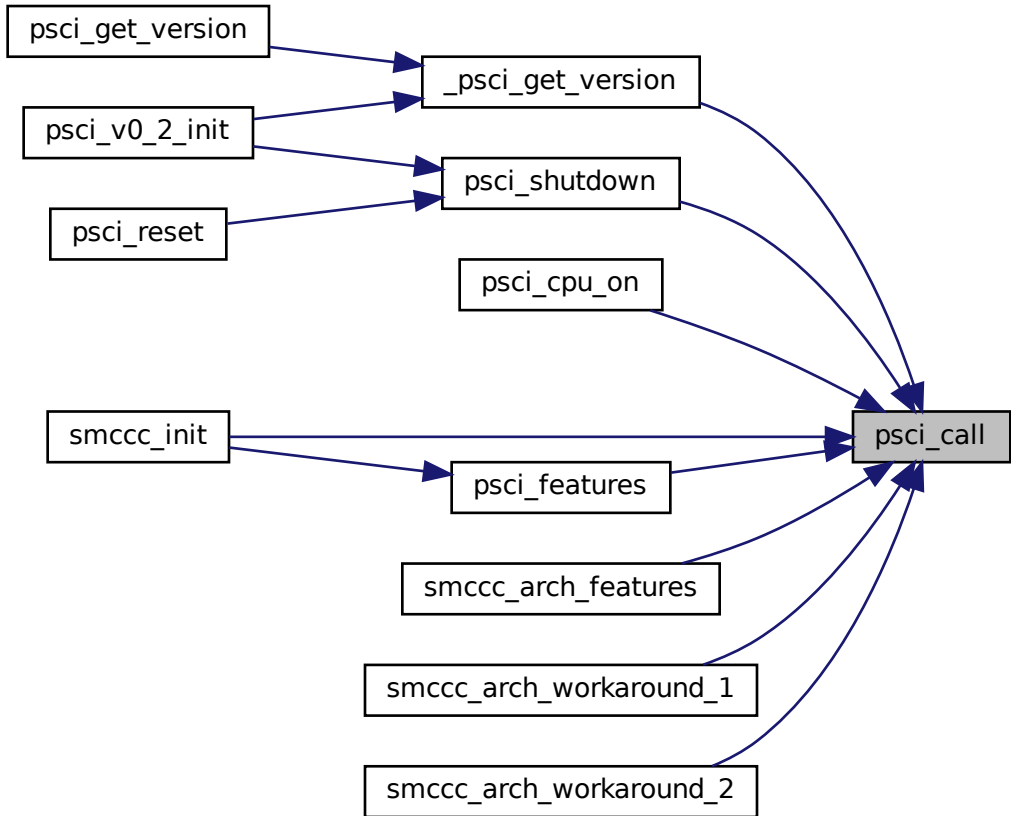 psci_get_version
_psci_get_version
psci_v0_2_init
psci_shutdown
psci_reset
psci_cpu_on
smccc_init
psci_call
psci_features
smccc_arch_features
smccc_arch_workaround_1
smccc_arch_workaround_2